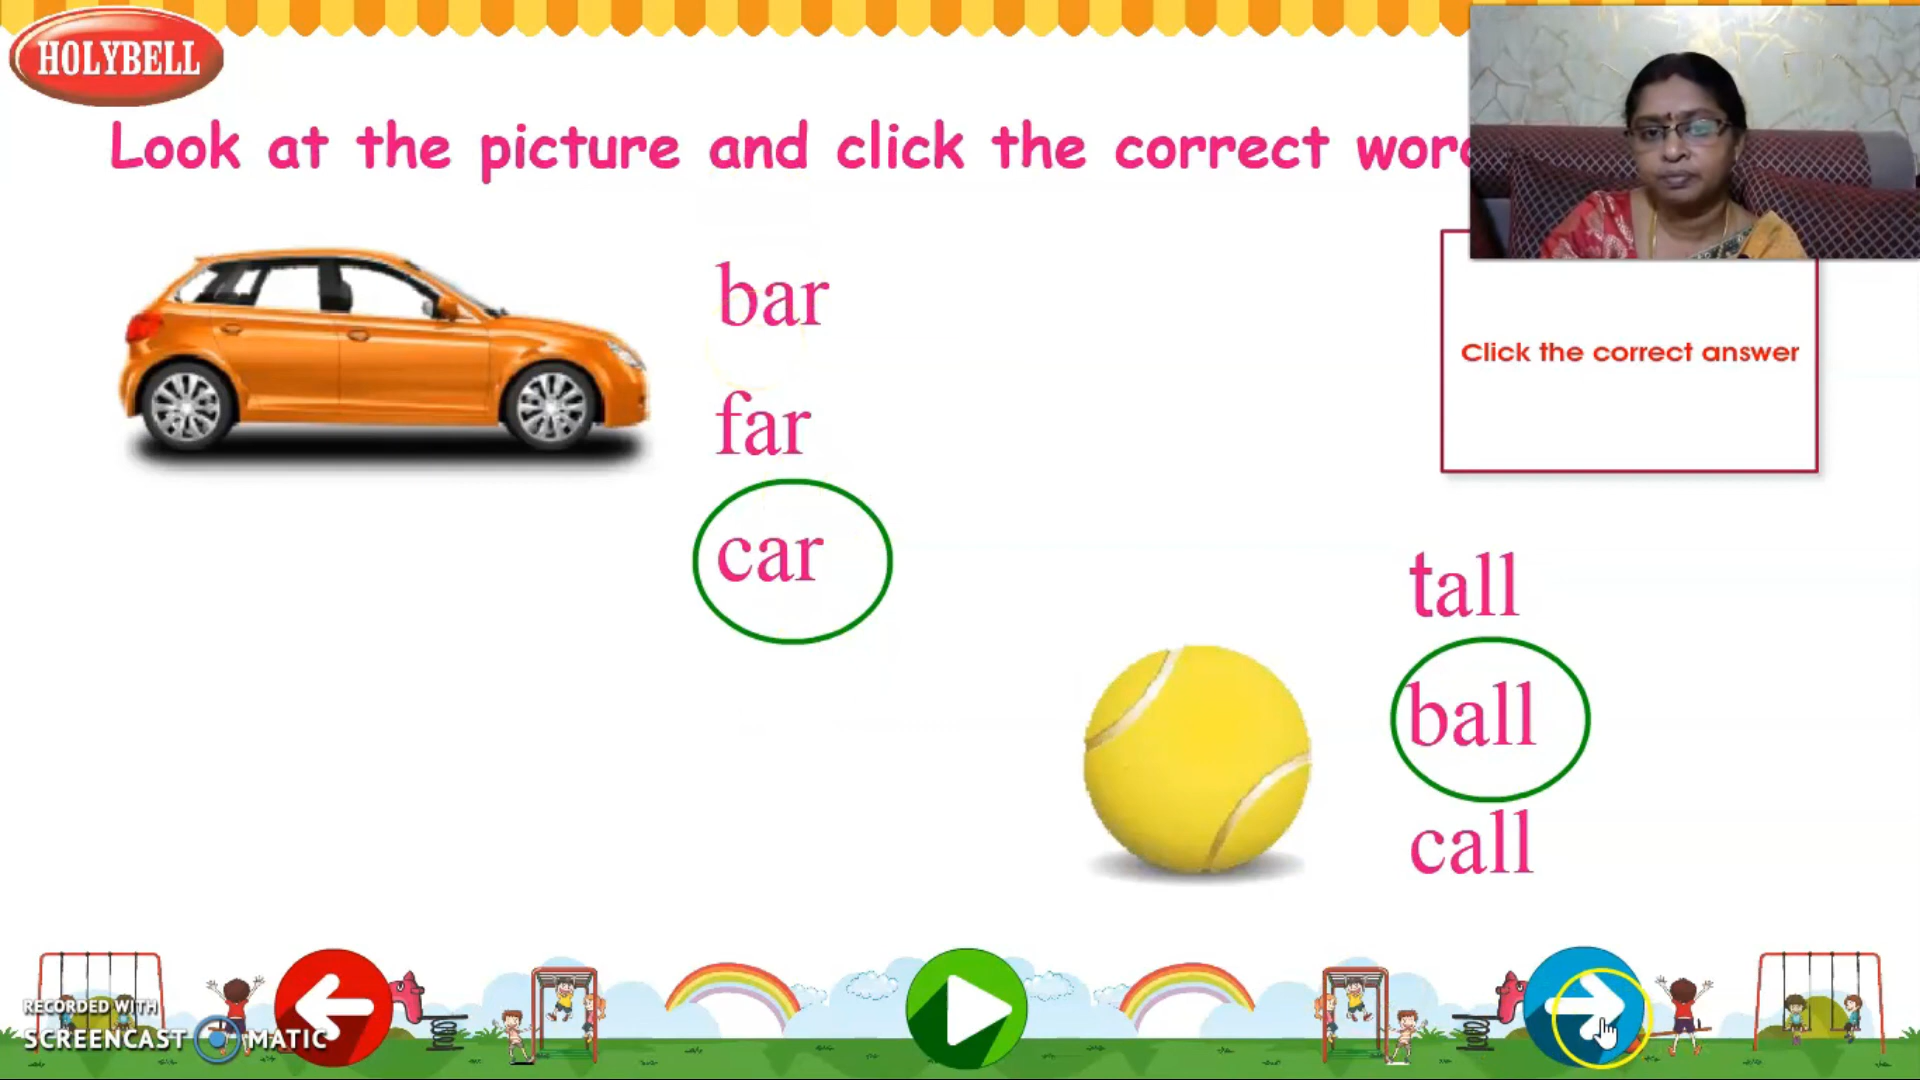 HOLYBELL
Look at the picture and click the correct word
bar
far
car
Click the correct answer
tall
ball
call
RECORDED WITH
SCREENCAST MATIC